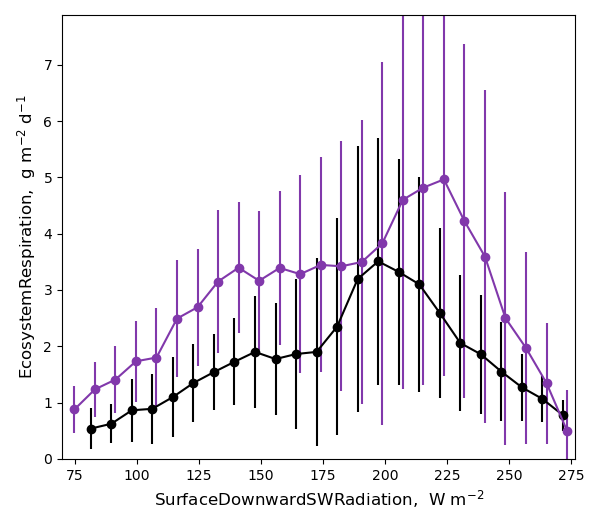 7
6
5
4
3
2
1
0
EcosystemRespiration, g m⁻² d⁻¹
75 100 125 150 175 200 225 250 275
SurfaceDownwardSWRadiation, W m⁻²